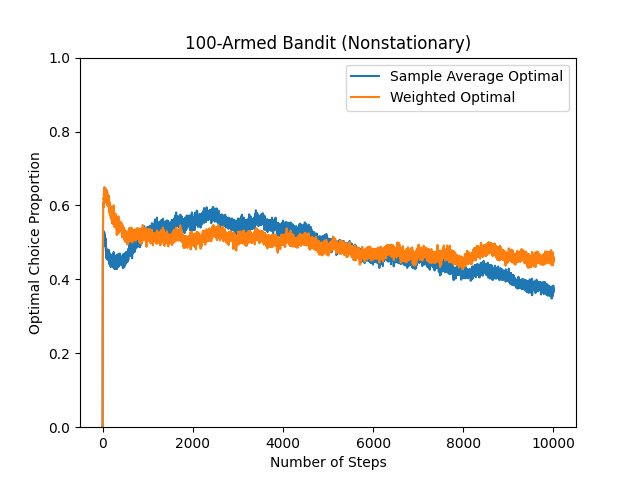 100-Armed Bandit (Nonstationary)
Sample Average Optimal
Weighted Optimal
Optimal Choice Proportion
1.0
0.8
0.6
0.4
0.2
0.0
0 2000 4000 6000 8000 10000
Number of Steps